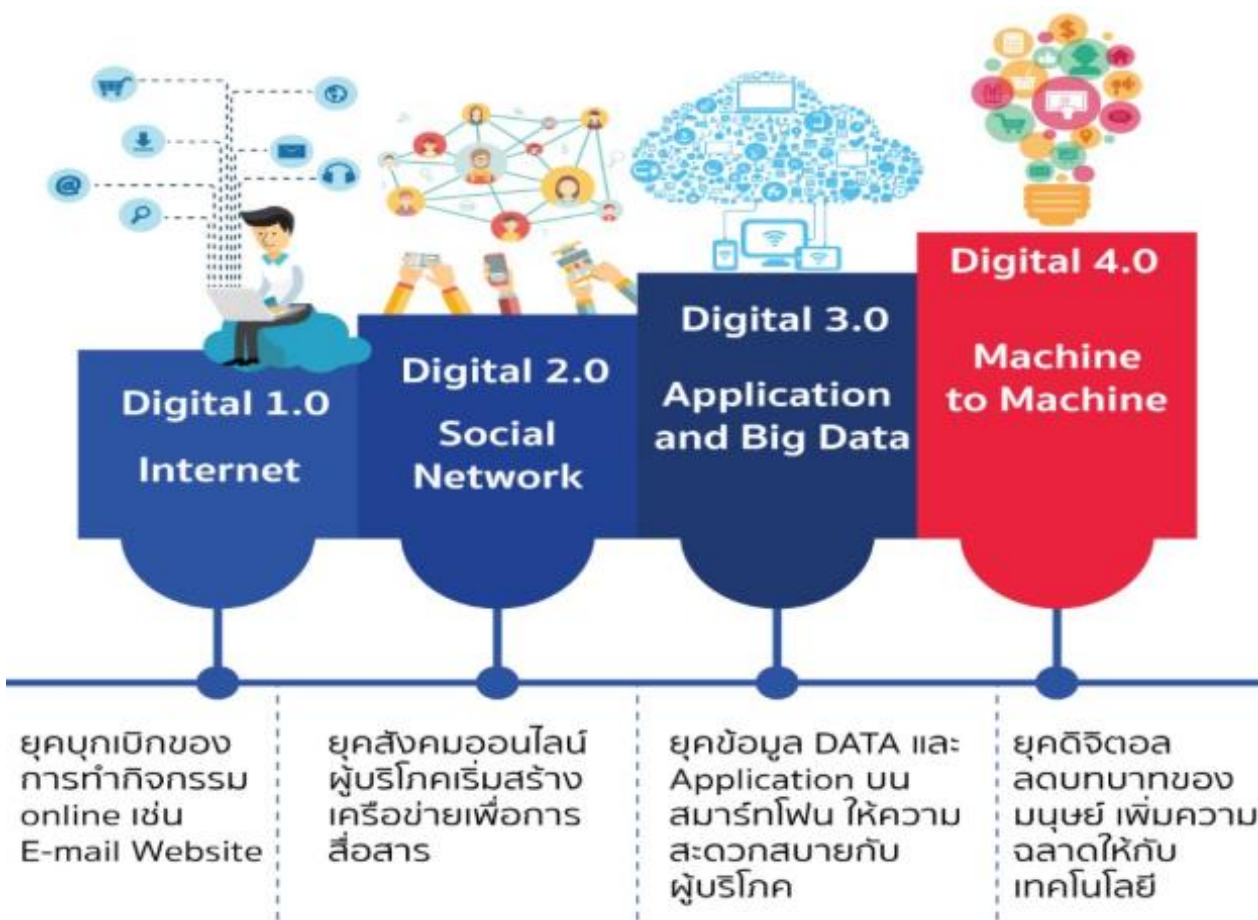 Digital 1.0
Internet
Digital 2.0
Social
Network
Digital 3.0
Application
and Big Data
Digital 4.0
Machine
to Machine
ยุคบุกเบิกของ
การทำกิจกรรม
online เช่น
E-mail Website
ยุคสังคมออนไลน์
ผู้บริโภคเริ่มสร้าง
เครือข่ายเพื่อการ
สื่อสาร
ยุคข้อมูล DATA และ
Application บน
สมาร์ทโฟน ให้ความ
สะดวกสบายกับ
ผู้บริโภค
ยุคดิจิตอล
ลดบทบาทของ
มนุษย์ เพิ่มความ
ฉลาดให้กับ
เทคโนโลยี